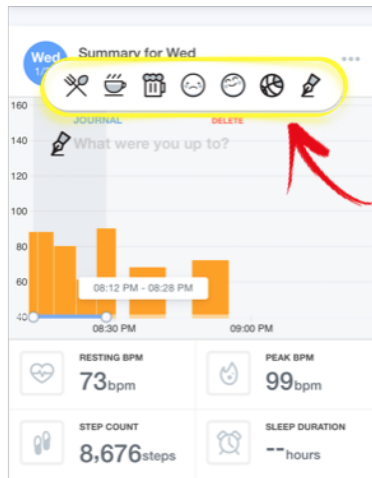 Wed
Summary for Wed
160
JOURNAL
DELETE
140
What were you up to?
120
100
80
60
08:12 PM - 08:28 PM
40
08:30 PM
09:00 PM
RESTING BPM
73bpm
PEAK BPM
99bpm
STEP COUNT
8,676steps
SLEEP DURATION
--hours